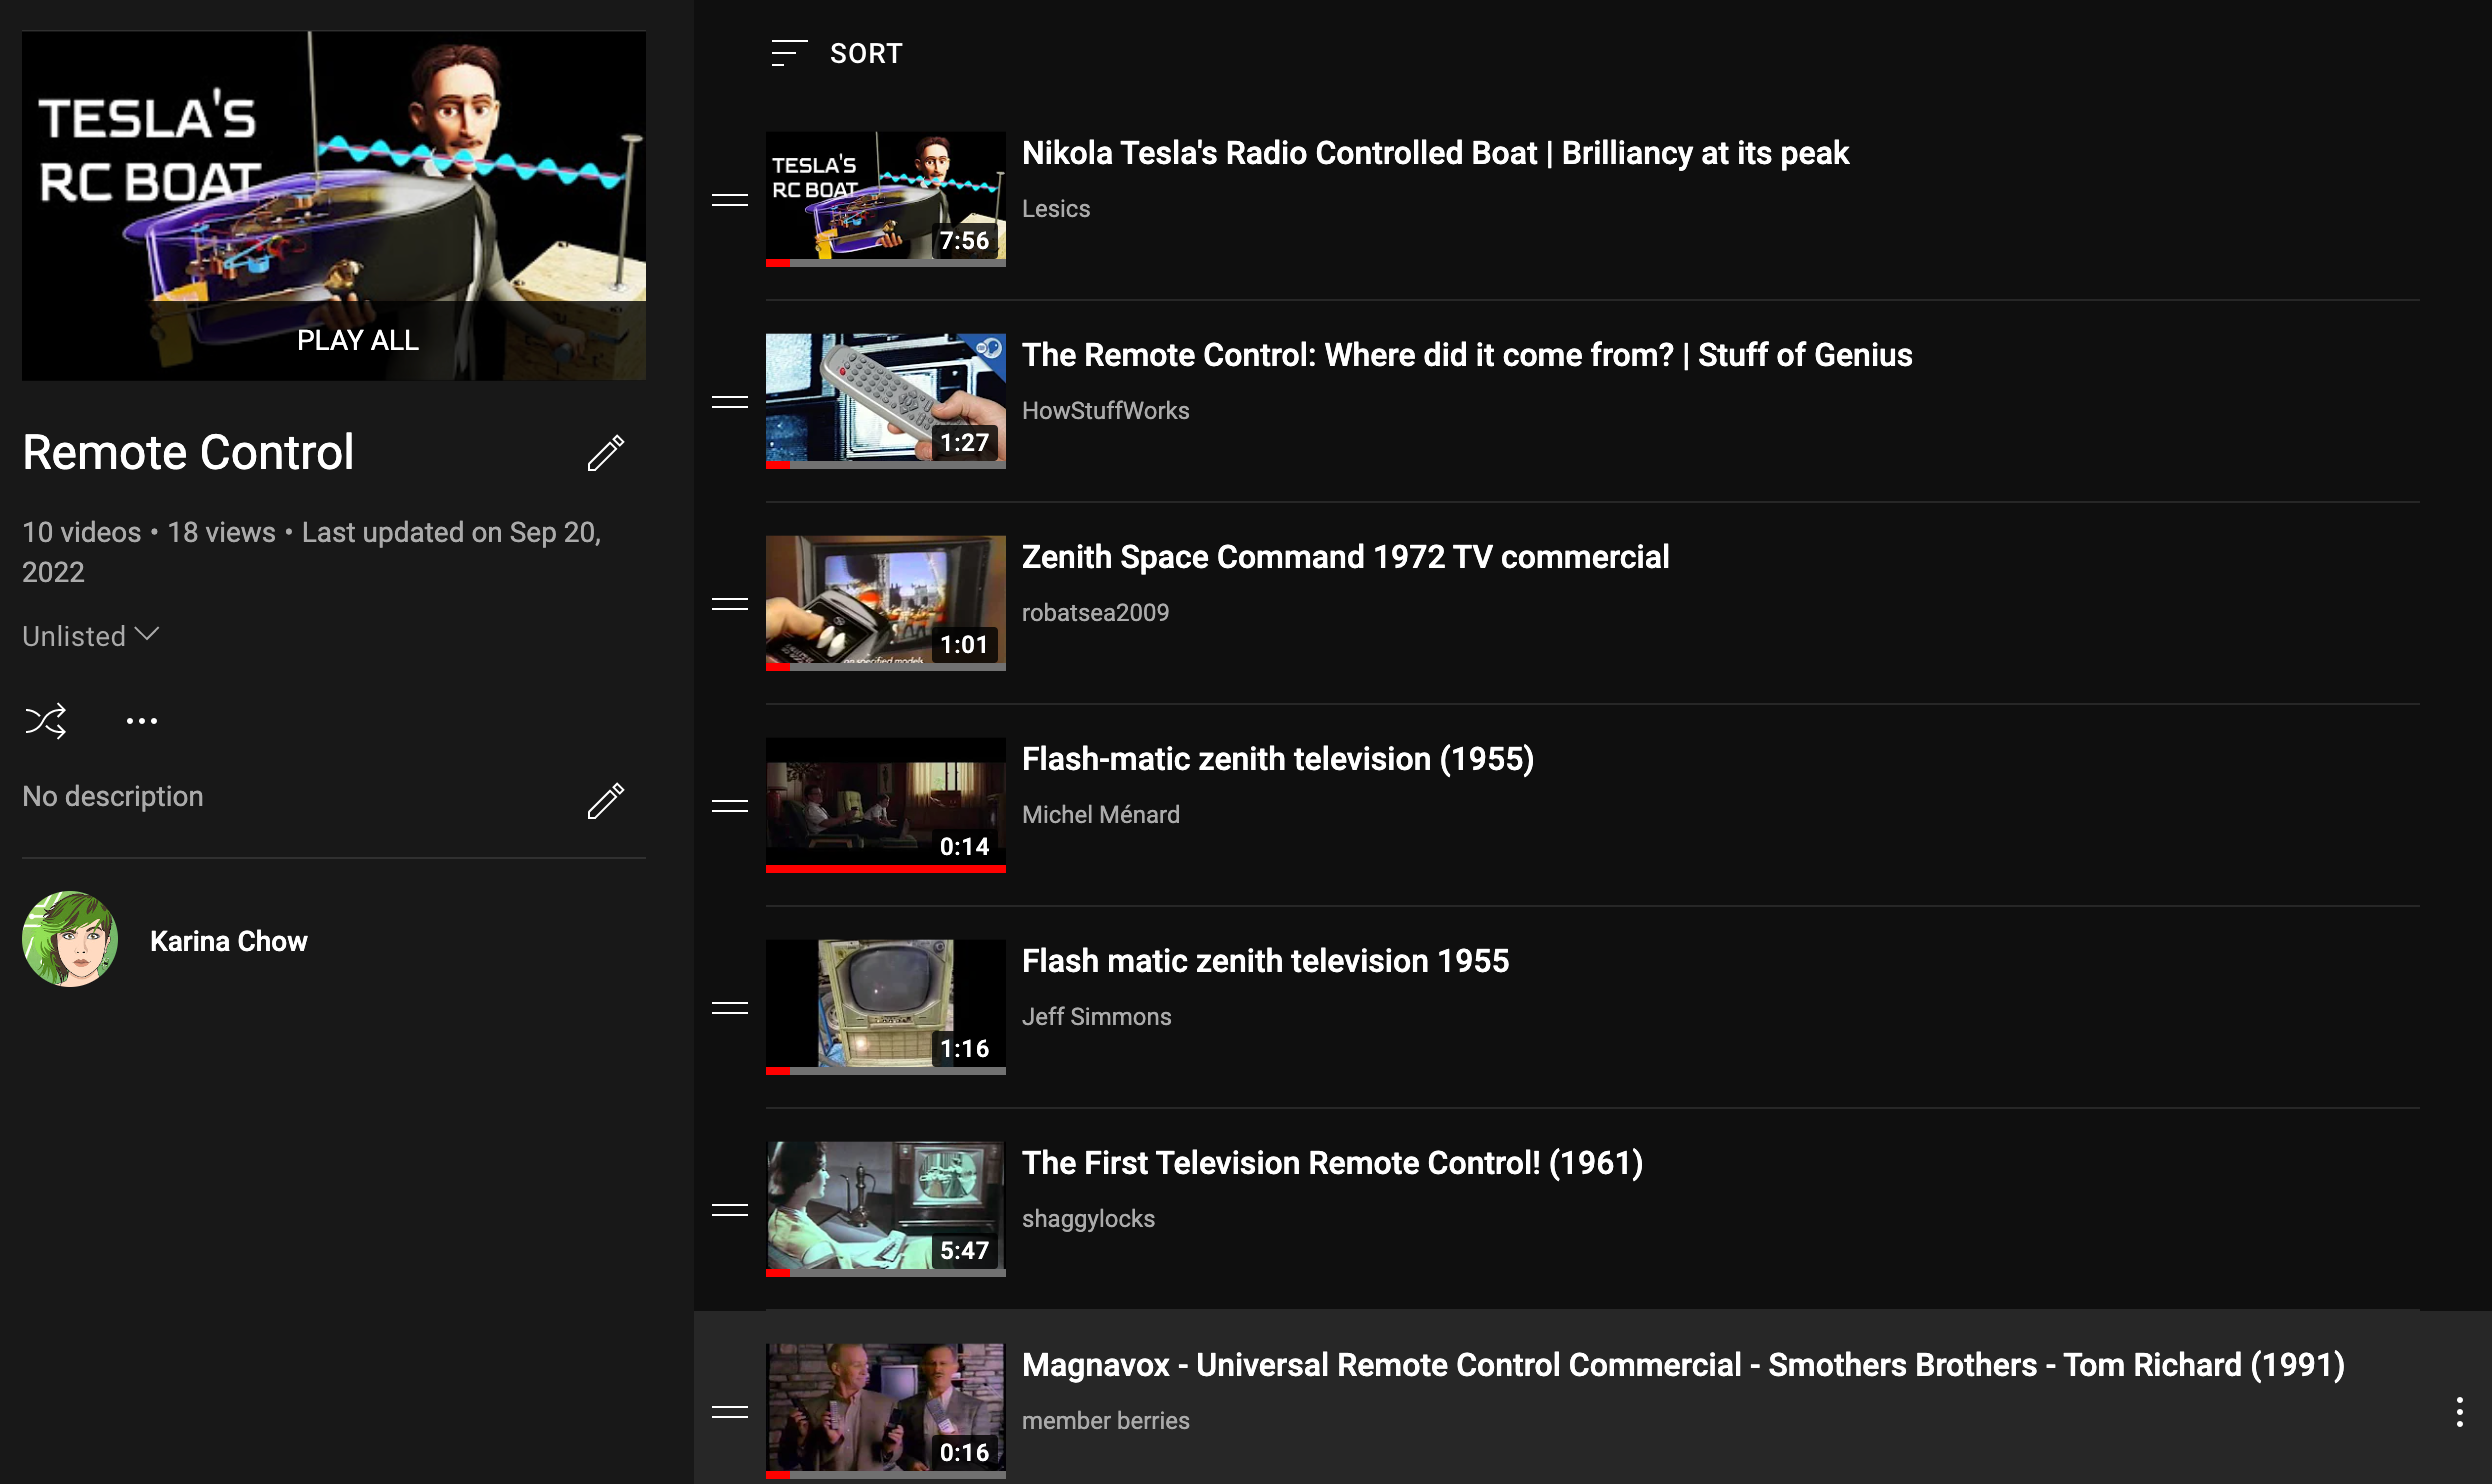 TESLA'S
RC BOAT
PLAY ALL
Remote Control
10 videos • 18 views • Last updated on Sep 20,
2022
Unlisted
No description
Karina Chow
SORT
TESLA'S
RC BOAT
7:56
Nikola Tesla's Radio Controlled Boat | Brilliancy at its peak
Lesics
1:27
The Remote Control: Where did it come from? | Stuff of Genius
HowStuffWorks
on specified models
1:01
Zenith Space Command 1972 TV commercial
robatsea2009
0:14
Flash-matic zenith television (1955)
Michel Ménard
1:16
Flash matic zenith television 1955
Jeff Simmons
5:47
The First Television Remote Control! (1961)
shaggylocks
0:16
Magnavox - Universal Remote Control Commercial - Smothers Brothers - Tom Richard (1991)
member berries